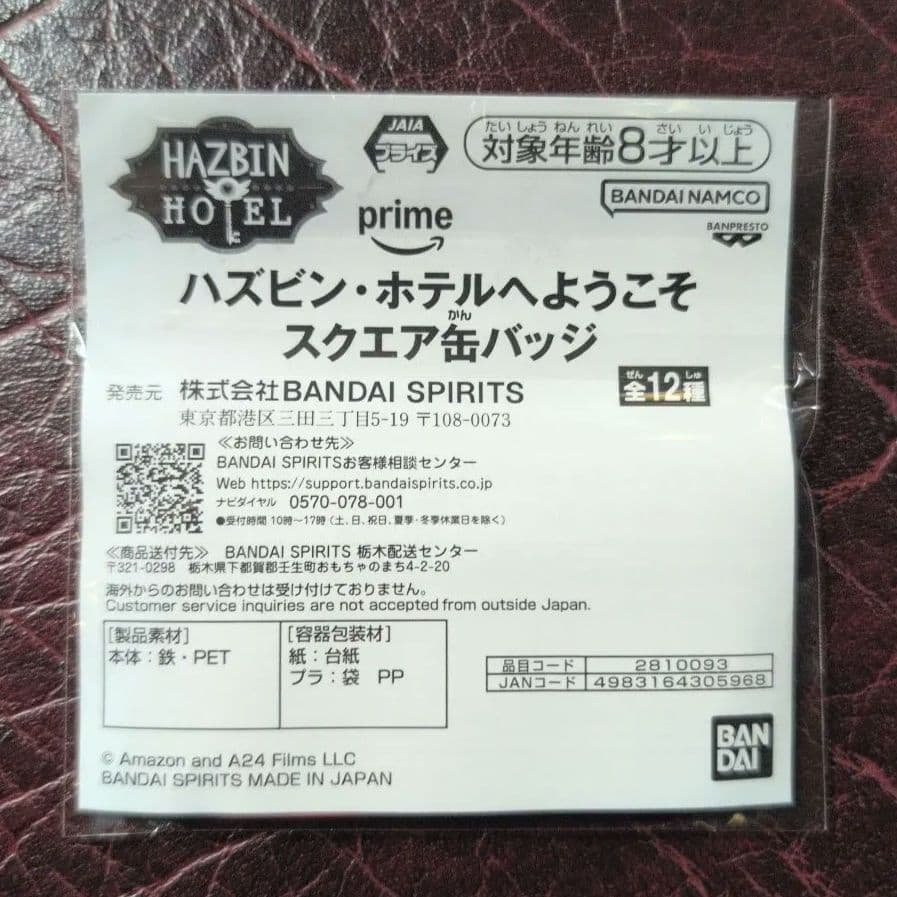 HAZBIN HOTEL
JAIA プライズ
たいしょうねんれい さいいじょう
対象年齢8才以上
prime
BANDAI NAMCO
BANPRESTO
ハズビン・ホテルへようこそ
かん
スクエア缶バッジ
ぜん しゅ
全12種
発売元 株式会社BANDAI SPIRITS
東京都港区三田三丁目5-19 〒108-0073
≪お問い合わせ先≫
BANDAI SPIRITSお客様相談センター
Web https://support.bandaispirits.co.jp
ナビダイヤル 0570-078-001
●受付時間 10時〜17時（土、日、祝日、夏季・冬季休業日を除く）
≪商品送付先≫ BANDAI SPIRITS 栃木配送センター
〒321-0298 栃木県下都賀郡壬生町おもちゃのまち4-2-20
海外からのお問い合わせは受け付けておりません。
Customer service inquiries are not accepted from outside Japan.
[製品素材]
本体：鉄・PET
[容器包装材]
紙：台紙
プラ：袋 PP
品目コード 2810093
JANコード 4983164305968
© Amazon and A24 Films LLC
BANDAI SPIRITS MADE IN JAPAN
BANDAI